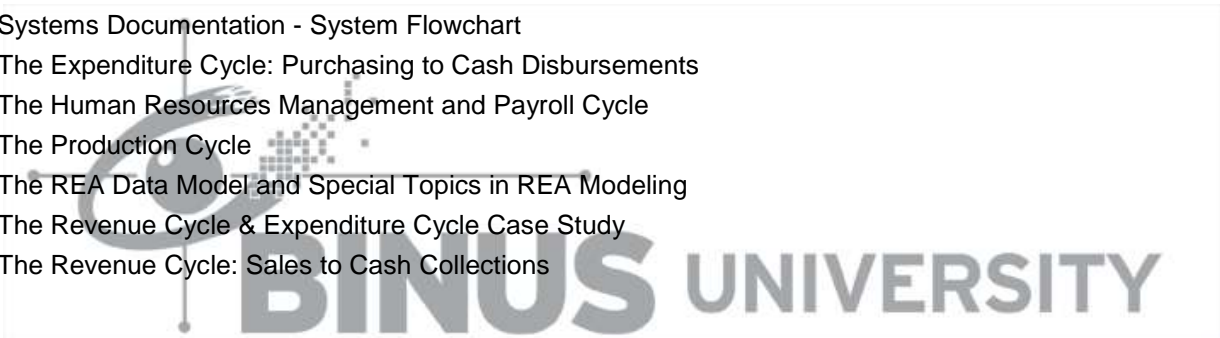 Systems Documentation - System Flowchart
The Expenditure Cycle: Purchasing to Cash Disbursements
The Human Resources Management and Payroll Cycle
The Production Cycle
The REA Data Model and Special Topics in REA Modeling
The Revenue Cycle & Expenditure Cycle Case Study
The Revenue Cycle: Sales to Cash Collections
BINUS UNIVERSITY